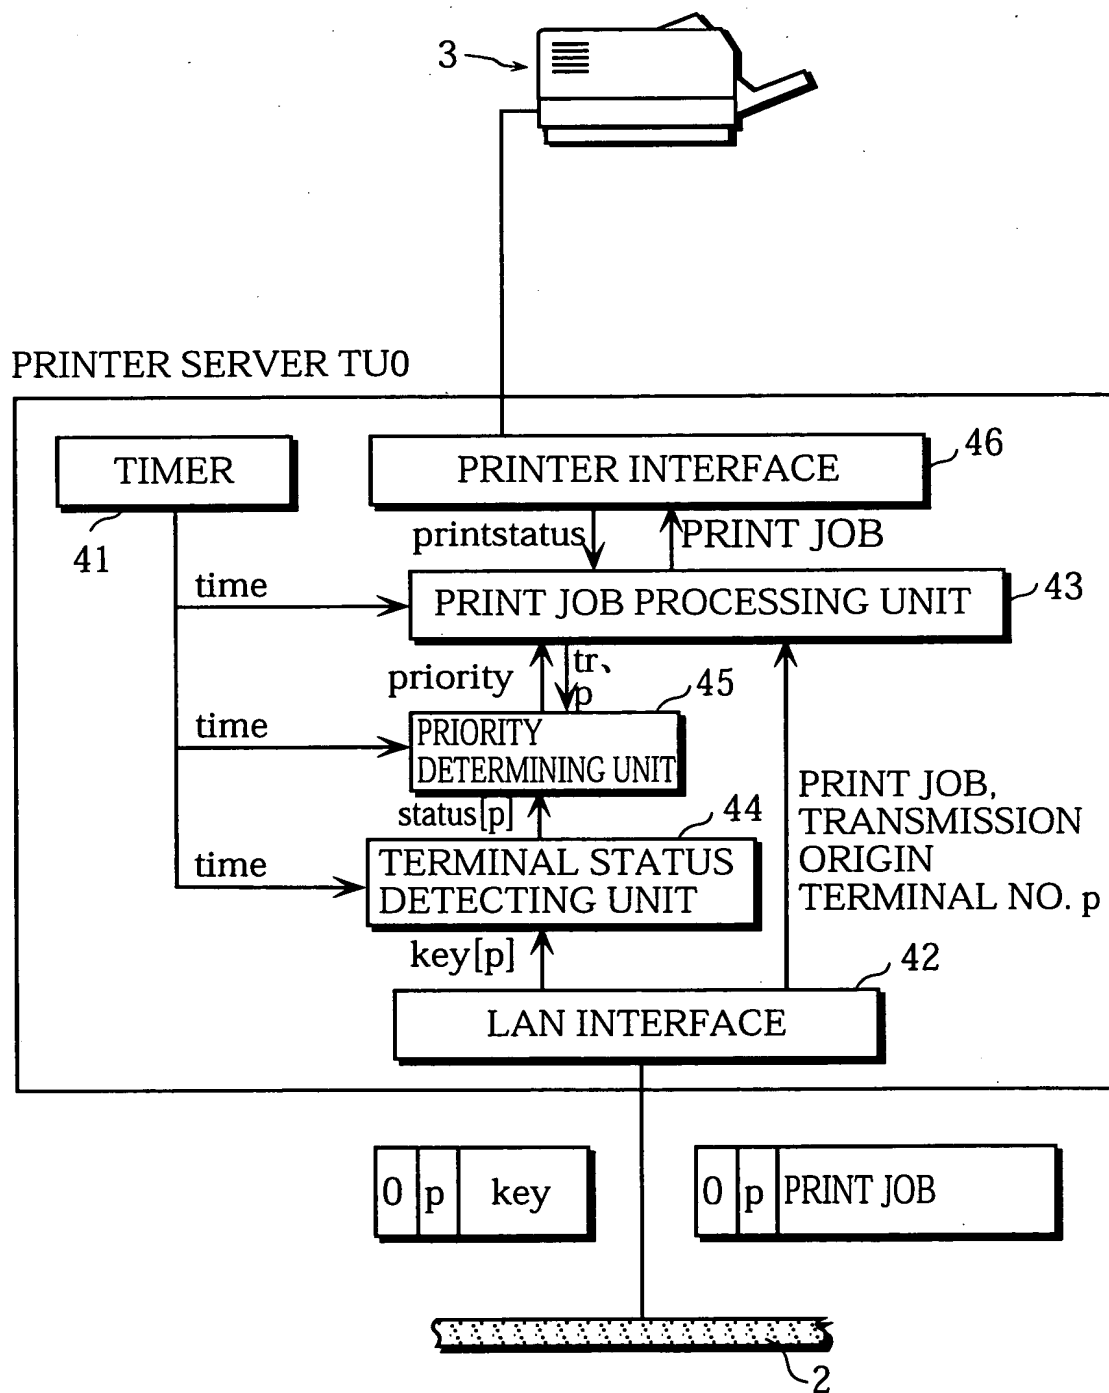 3
PRINTER SERVER TU0
TIMER
41
PRINTER INTERFACE
46
printstatus
PRINT JOB
time
PRINT JOB PROCESSING UNIT
43
priority
tr、
p
45
time
PRIORITY
DETERMINING UNIT
status[p]
44
time
TERMINAL STATUS
DETECTING UNIT
PRINT JOB,
TRANSMISSION
ORIGIN
TERMINAL NO. p
key[p]
42
LAN INTERFACE
0 p key
0 p PRINT JOB
2